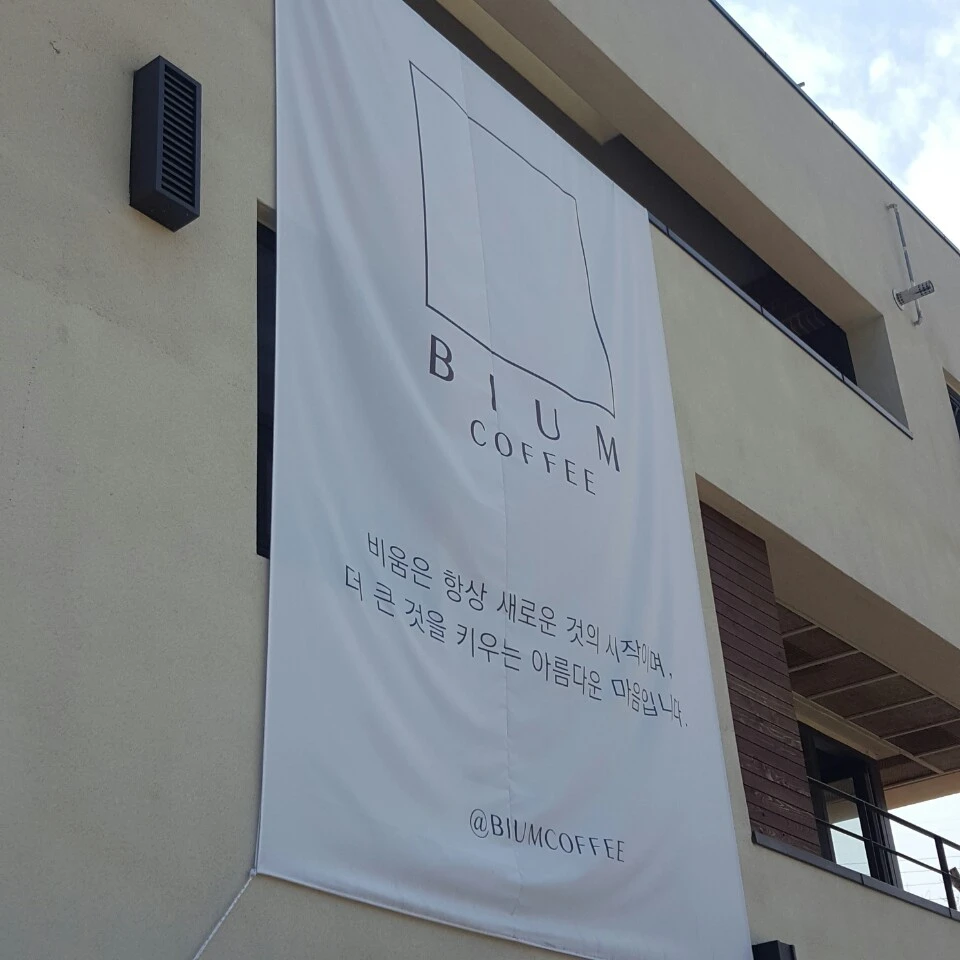 BIUM
COFFEE
비움은 항상 새로운 것의 시작이며,
더 큰 것을 키우는 아름다운 마음입니다.
@BIUMCOFFEE